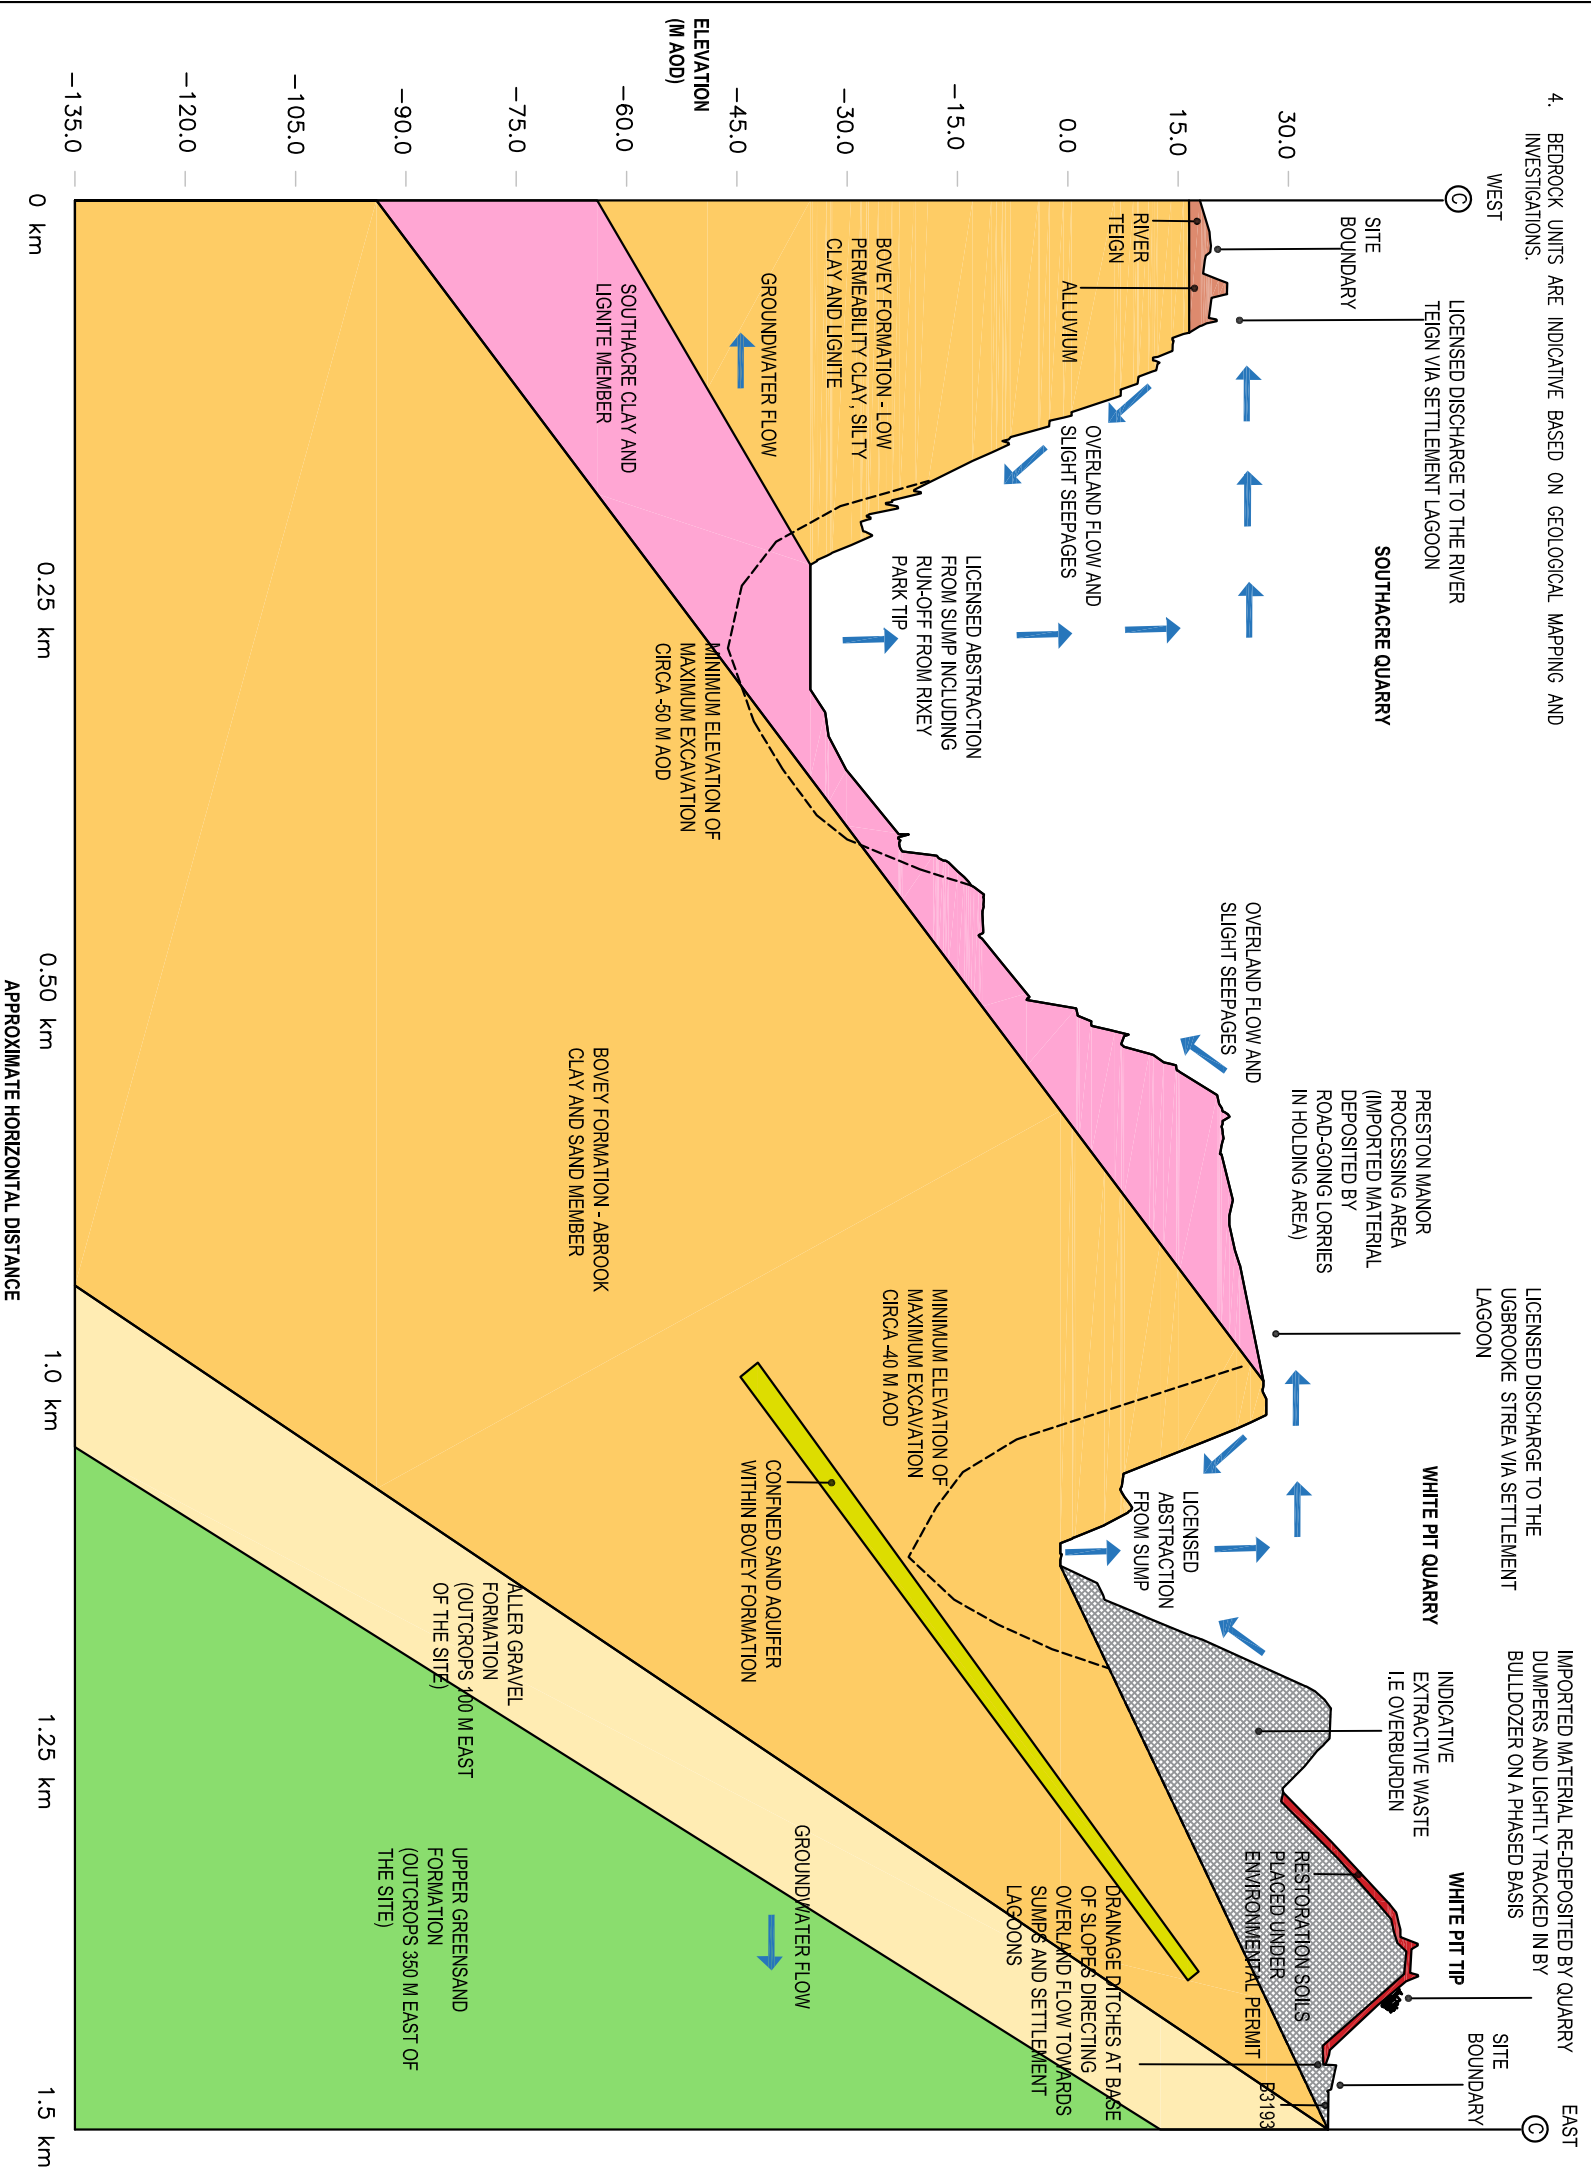 4. BEDROCK UNITS ARE INDICATIVE BASED ON GEOLOGICAL MAPPING AND
INVESTIGATIONS.
WEST
C
EAST
C
SITE
BOUNDARY
LICENSED DISCHARGE TO THE RIVER
TEIGN VIA SETTLEMENT LAGOON
SOUTHACRE QUARRY
OVERLAND FLOW AND
SLIGHT SEEPAGES
PRESTON MANOR
PROCESSING AREA
(IMPORTED MATERIAL
DEPOSITED BY
ROAD-GOING LORRIES
IN HOLDING AREA)
LICENSED DISCHARGE TO THE
UGBROOKE STREA VIA SETTLEMENT
LAGOON
WHITE PIT QUARRY
IMPORTED MATERIAL RE-DEPOSITED BY QUARRY
DUMPERS AND LIGHTLY TRACKED IN BY
BULLDOZER ON A PHASED BASIS
INDICATIVE
EXTRACTIVE WASTE
I.E OVERBURDEN
WHITE PIT TIP
SITE
BOUNDARY
RIVER
TEIGN
ALLUVIUM
OVERLAND FLOW AND
SLIGHT SEEPAGES
LICENSED ABSTRACTION
FROM SUMP INCLUDING
RUN-OFF FROM RIXEY
PARK TIP
LICENSED
ABSTRACTION
FROM SUMP
RESTORATION SOILS
PLACED UNDER
ENVIRONMENTAL PERMIT
B3193
DRAINAGE DITCHES AT BASE
OF SLOPES DIRECTING
OVERLAND FLOW TOWARDS
SUMPS AND SETTLEMENT
LAGOONS
BOVEY FORMATION - LOW
PERMEABILITY CLAY, SILTY
CLAY AND LIGNITE
GROUNDWATER FLOW
SOUTHACRE CLAY AND
LIGNITE MEMBER
MINIMUM ELEVATION OF
MAXIMUM EXCAVATION
CIRCA -50 M AOD
MINIMUM ELEVATION OF
MAXIMUM EXCAVATION
CIRCA -40 M AOD
CONFNED SAND AQUIFER
WITHIN BOVEY FORMATION
GROUNDWATER FLOW
BOVEY FORMATION - ABROOK
CLAY AND SAND MEMBER
ALLER GRAVEL
FORMATION
(OUTCROPS 100 M EAST
OF THE SITE)
UPPER GREENSAND
FORMATION
(OUTCROPS 350 M EAST OF
THE SITE)
ELEVATION
(M AOD)
30.0
15.0
0.0
-15.0
-30.0
-45.0
-60.0
-75.0
-90.0
-105.0
-120.0
-135.0
0 km
0.25 km
0.50 km
1.0 km
1.25 km
1.5 km
APPROXIMATE HORIZONTAL DISTANCE